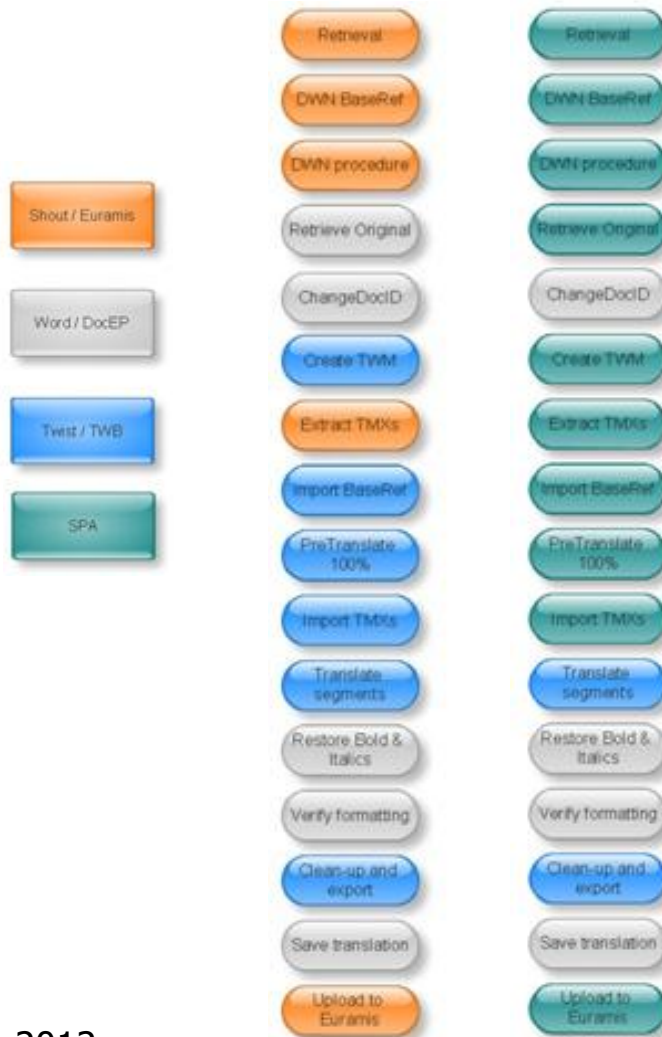 Shout / Euramis
Word / DocEP
Twist / TWB
SPA
Retrieval
DWN BaseRef
DWN procedure
Retrieve Original
ChangeDocID
Create TWM
Extract TMXs
Import BaseRef
PreTranslate
100%
Import TMXs
Translate
segments
Restore Bold &
Italics
Verify formatting
Clean-up and
export
Save translation
Upload to
Euramis
Retrieval
DWN BaseRef
DWN procedure
Retrieve Original
ChangeDocID
Create TWM
Extract TMXs
Import BaseRef
PreTranslate
100%
Import TMXs
Translate
segments
Restore Bold &
Italics
Verify formatting
Clean-up and
export
Save translation
Upload to
Euramis